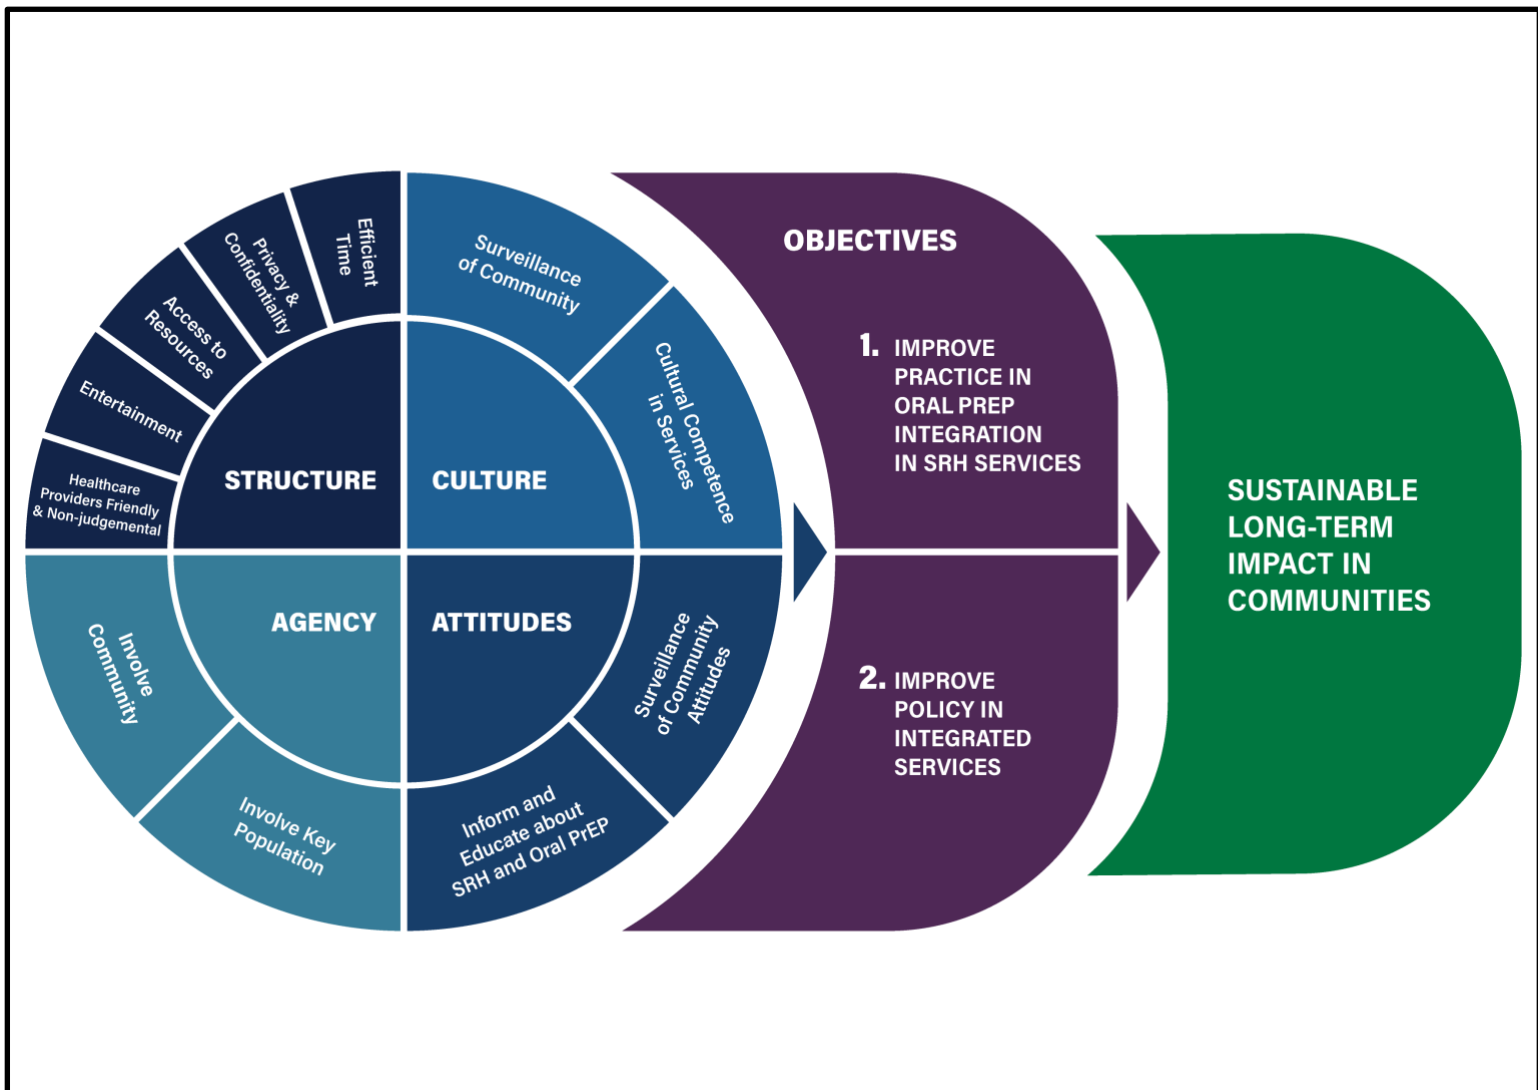 Efficient
Time
Privacy &
Confidentiality
Access to
Resources
Entertainment
Healthcare
Providers Friendly
& Non-judgemental
STRUCTURE
Surveillance
of Community
Cultural Competence
in Services
CULTURE
AGENCY
Involve
Community
Involve Key
Population
ATTITUDES
Surveillance
of Community
Attitudes
Inform and
Educate about
SRH and Oral PrEP
OBJECTIVES
1. IMPROVE
PRACTICE IN
ORAL PREP
INTEGRATION
IN SRH SERVICES
2. IMPROVE
POLICY IN
INTEGRATED
SERVICES
SUSTAINABLE
LONG-TERM
IMPACT IN
COMMUNITIES